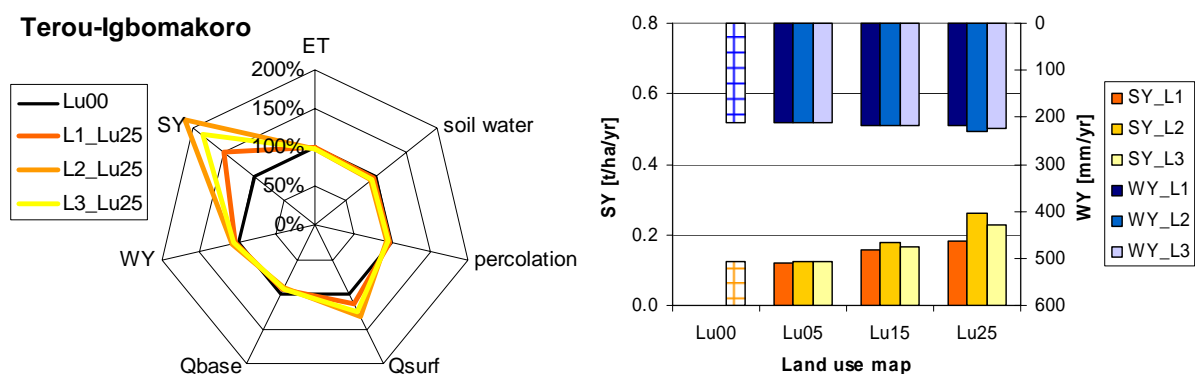 Terou-Igbomakoro
Lu00
L1_Lu25
L2_Lu25
L3_Lu25
ET
soil water
percolation
Qsurf
Qbase
WY
SY
200%
150%
100%
50%
0%
SY [t/ha/yr]
0.8
0.6
0.4
0.2
0.0
Lu00 Lu05 Lu15 Lu25
Land use map
0
100
200
300
400
500
600
WY [mm/yr]
SY_L1
SY_L2
SY_L3
WY_L1
WY_L2
WY_L3